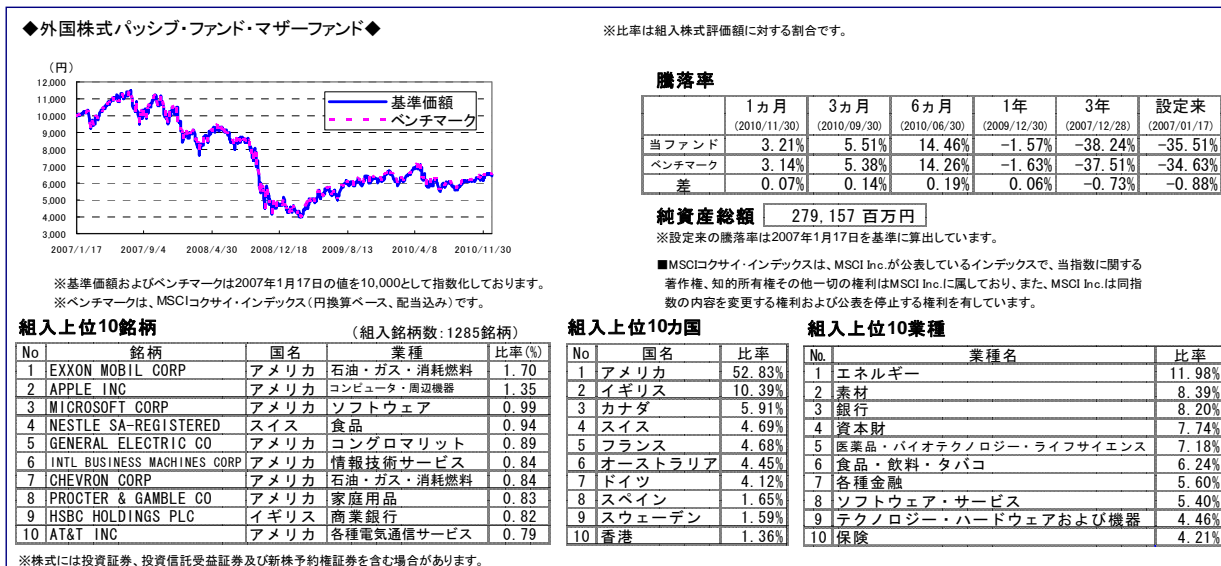 ◆外国株式パッシブ・ファンド・マザーファンド◆
※比率は組入株式評価額に対する割合です。
(円)
12,000
11,000
10,000
9,000
8,000
7,000
6,000
5,000
4,000
3,000
2007/1/17 2007/9/4 2008/4/30 2008/12/18 2009/8/13 2010/4/8 2010/11/30
基準価額
ベンチマーク
※基準価額およびベンチマークは2007年1月17日の値を10,000として指数化しております。
※ベンチマークは、MSCIコクサイ・インデックス(円換算ベース、配当込み)です。
騰落率
1ヵ月 3ヵ月 6ヵ月 1年 3年 設定来
(2010/11/30) (2010/09/30) (2010/06/30) (2009/12/30) (2007/12/28) (2007/01/17)
当ファンド 3.21% 5.51% 14.46% −1.57% −38.24% −35.51%
ベンチマーク 3.14% 5.38% 14.26% −1.63% −37.51% −34.63%
差 0.07% 0.14% 0.19% 0.06% −0.73% −0.88%
純資産総額 279,157 百万円
※設定来の騰落率は2007年1月17日を基準に算出しています。
■MSCIコクサイ・インデックスは、MSCI Inc.が公表しているインデックスで、当指数に関する
著作権、知的所有権その他一切の権利はMSCI Inc.に属しており、また、MSCI Inc.は同指
数の内容を変更する権利および公表を停止する権利を有しています。
組入上位10銘柄 (組入銘柄数:1285銘柄)
No 銘柄 国名 業種 比率(%)
1 EXXON MOBIL CORP アメリカ 石油・ガス・消耗燃料 1.70
2 APPLE INC アメリカ コンピュータ・周辺機器 1.35
3 MICROSOFT CORP アメリカ ソフトウェア 0.99
4 NESTLE SA-REGISTERED スイス 食品 0.94
5 GENERAL ELECTRIC CO アメリカ コングロマリット 0.89
6 INTL BUSINESS MACHINES CORP アメリカ 情報技術サービス 0.84
7 CHEVRON CORP アメリカ 石油・ガス・消耗燃料 0.84
8 PROCTER & GAMBLE CO アメリカ 家庭用品 0.83
9 HSBC HOLDINGS PLC イギリス 商業銀行 0.82
10 AT&T INC アメリカ 各種電気通信サービス 0.79
組入上位10カ国
No 国名 比率
1 アメリカ 52.83%
2 イギリス 10.39%
3 カナダ 5.91%
4 スイス 4.69%
5 フランス 4.68%
6 オーストラリア 4.45%
7 ドイツ 4.12%
8 スペイン 1.65%
9 スウェーデン 1.59%
10 香港 1.36%
組入上位10業種
No. 業種名 比率
1 エネルギー 11.98%
2 素材 8.39%
3 銀行 8.20%
4 資本財 7.74%
5 医薬品・バイオテクノロジー・ライフサイエンス 7.18%
6 食品・飲料・タバコ 6.24%
7 各種金融 5.60%
8 ソフトウェア・サービス 5.40%
9 テクノロジー・ハードウェアおよび機器 4.46%
10 保険 4.21%
※株式には投資証券、投資信託受益証券及び新株予約権証券を含む場合があります。